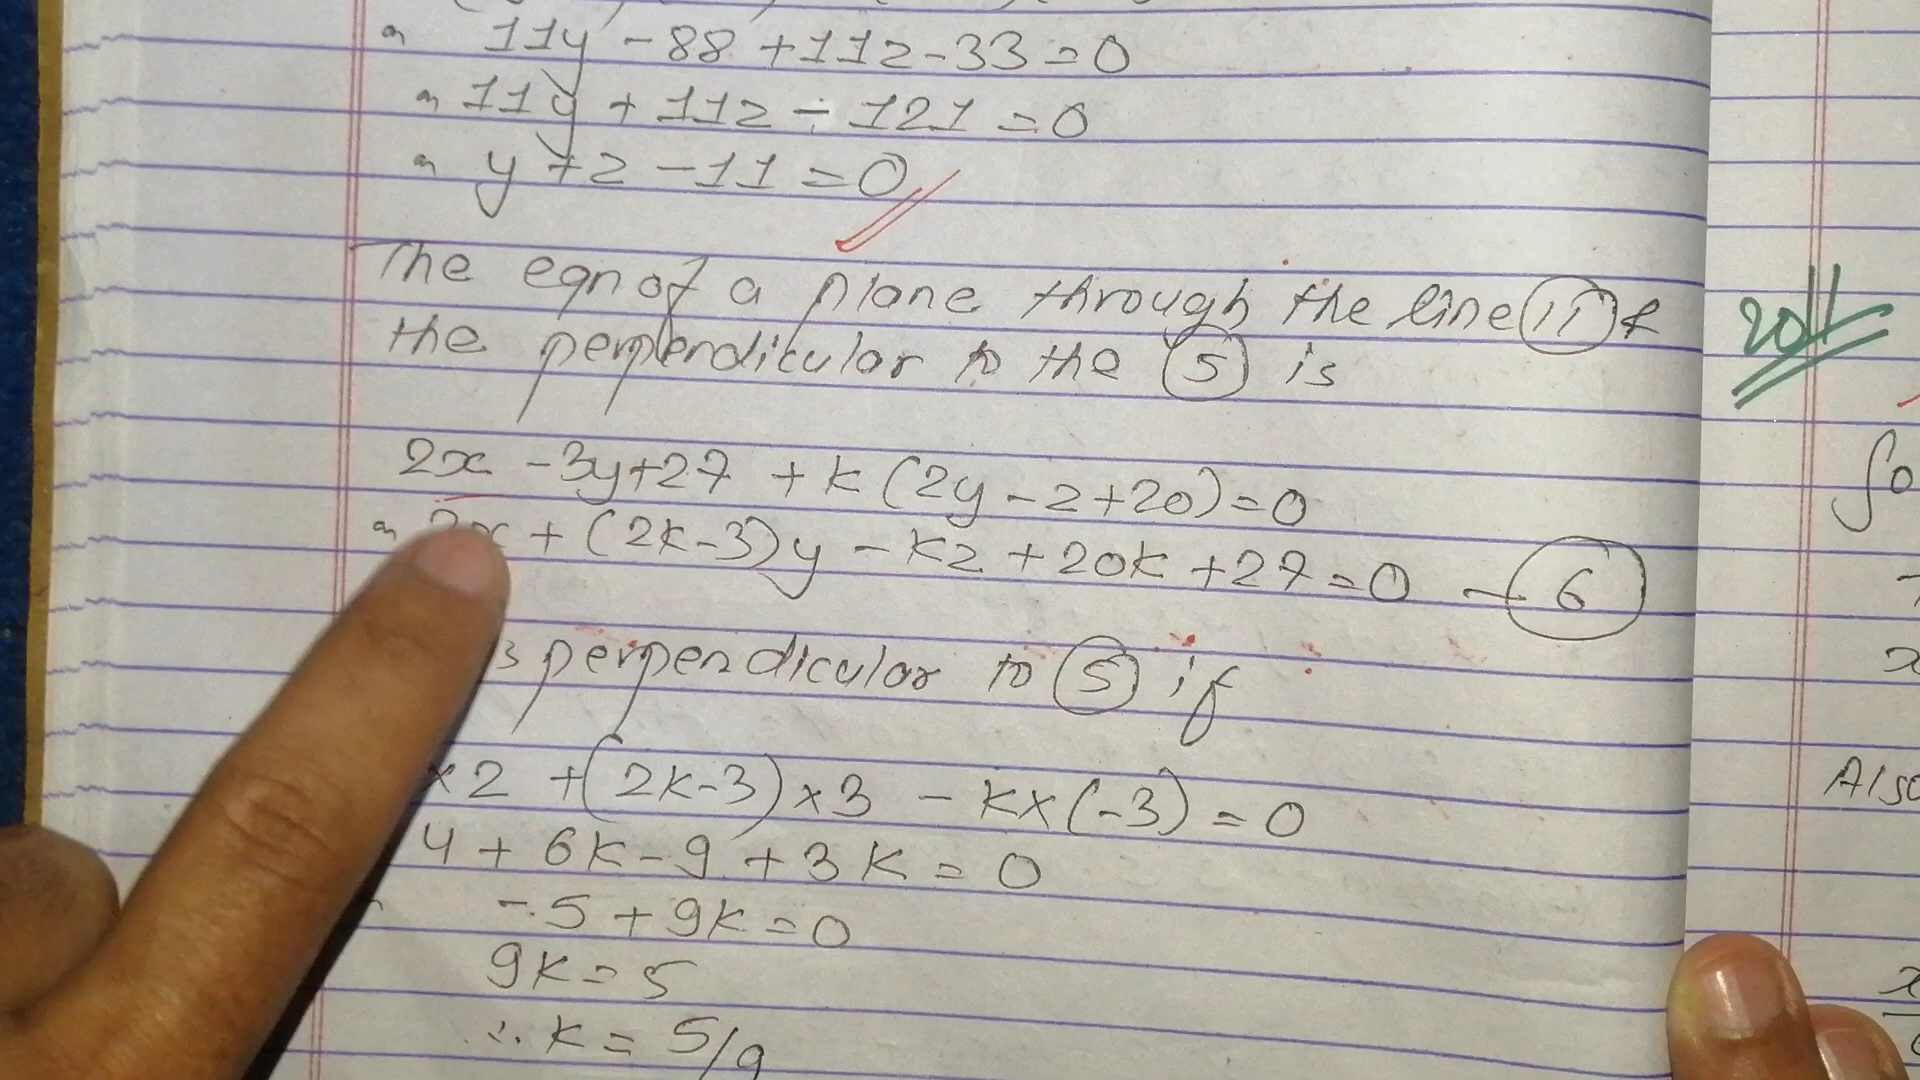 11y - 88 + 11z - 33 = 0
11y + 11z - 121 = 0
y + z - 11 = 0
The eqn of a plane through the line (ii) &
the perpendicular to the (5) is
2x - 3y + 27 + k (2y - z + 20) = 0
2x + (2k - 3)y - kz + 20k + 27 = 0 - (6)
perpendicular to (5) if
×2 + (2k - 3) × 3 - k × (-3) = 0
4 + 6k - 9 + 3k = 0
- 5 + 9k = 0
9k = 5
∴ k = 5/9
2011
Also
x